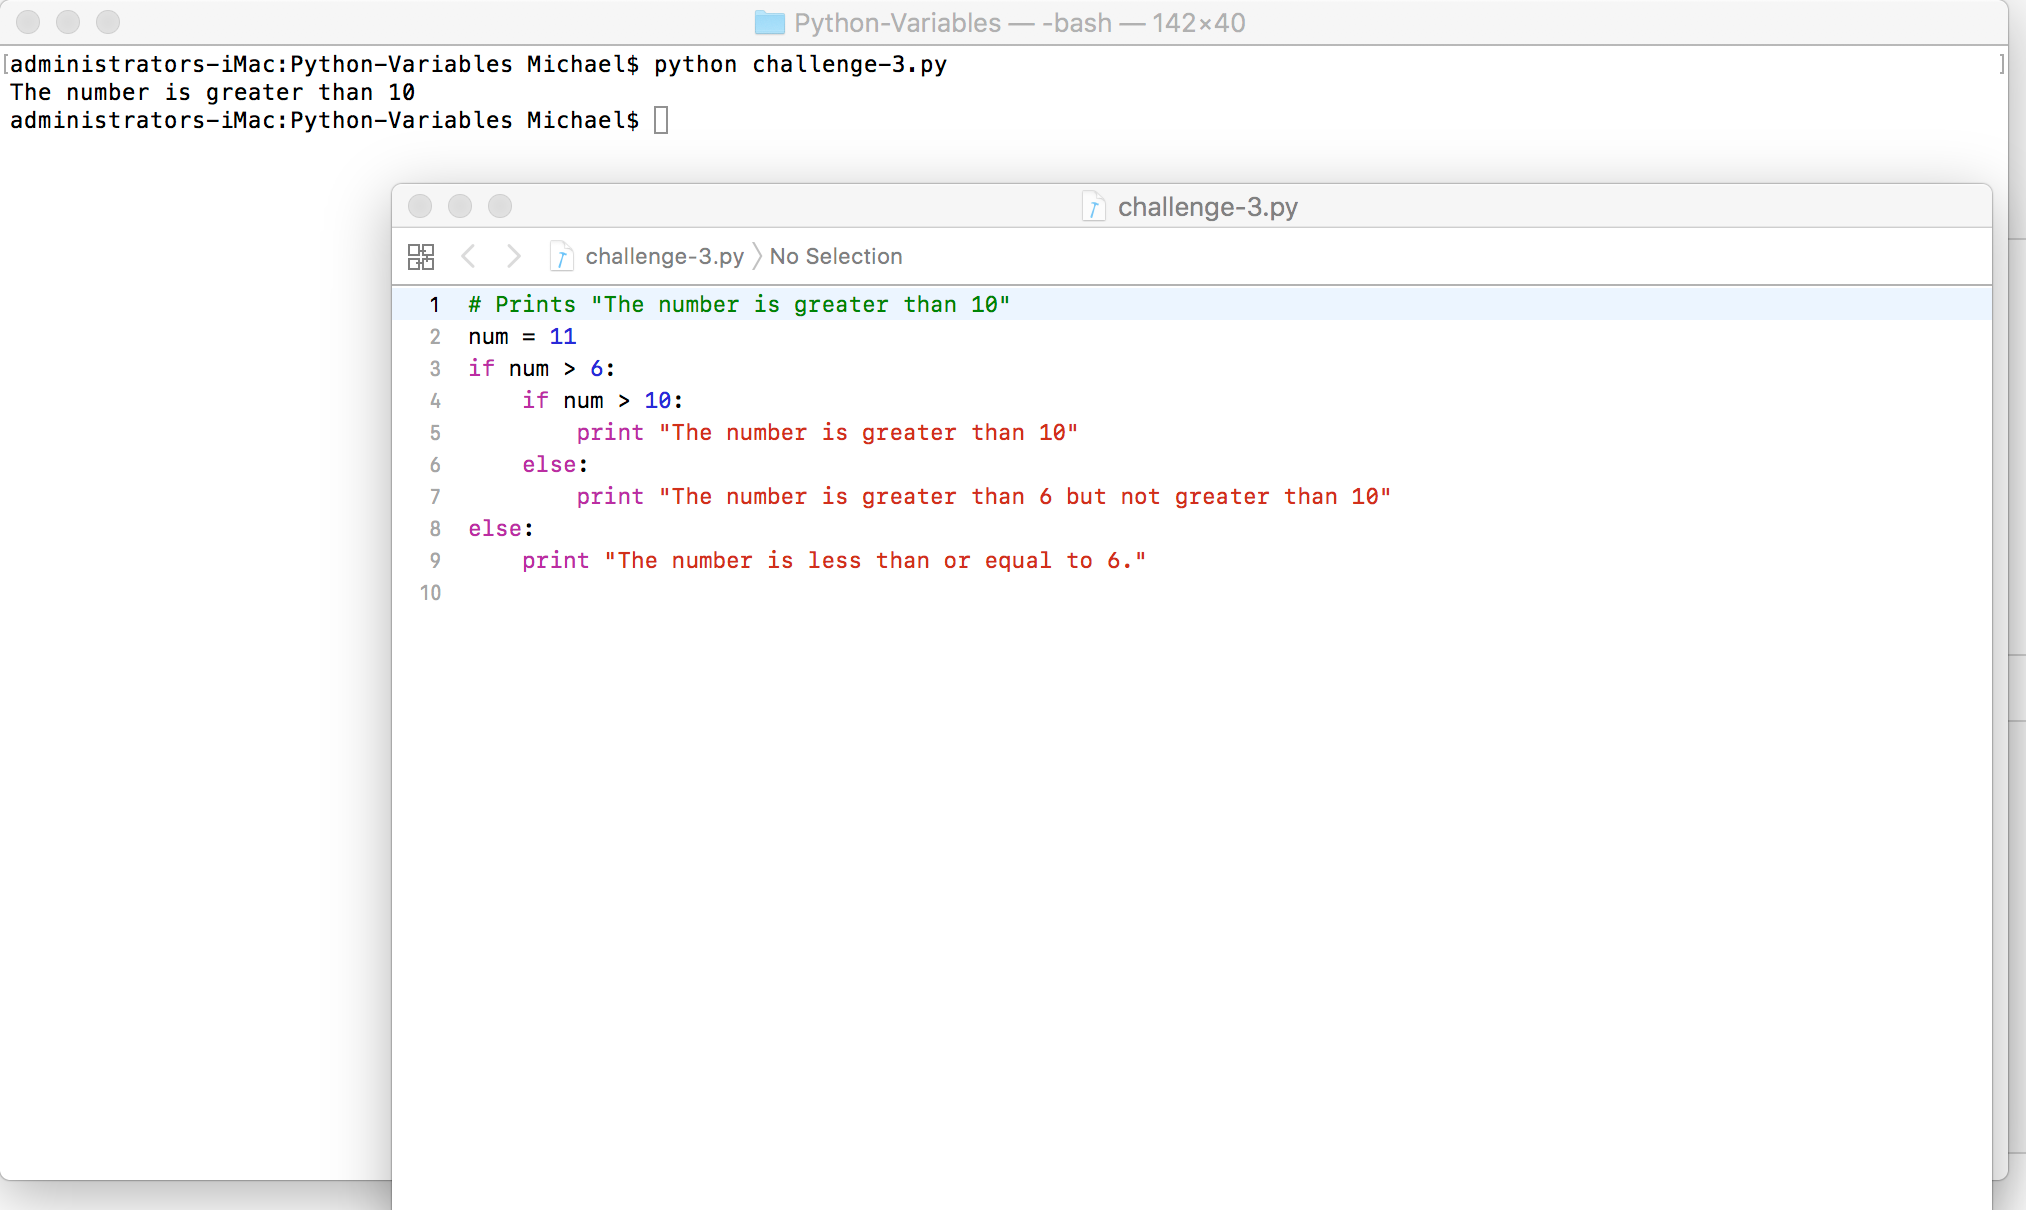 Python-Variables — -bash — 142×40
[administrators-iMac:Python-Variables Michael$ python challenge-3.py ]
The number is greater than 10
administrators-iMac:Python-Variables Michael$
challenge-3.py
challenge-3.py 〉 No Selection
1 # Prints "The number is greater than 10"
2 num = 11
3 if num > 6:
4     if num > 10:
5         print "The number is greater than 10"
6     else:
7         print "The number is greater than 6 but not greater than 10"
8 else:
9     print "The number is less than or equal to 6."
10